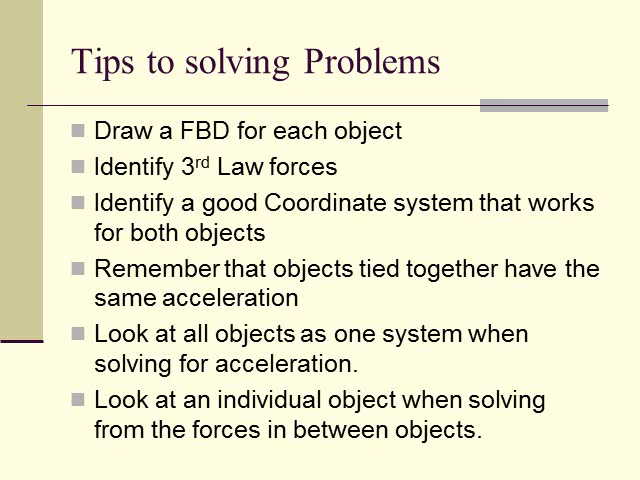 Tips to solving Problems
Draw a FBD for each object
Identify 3rd Law forces
Identify a good Coordinate system that works
for both objects
Remember that objects tied together have the
same acceleration
Look at all objects as one system when
solving for acceleration.
Look at an individual object when solving
from the forces in between objects.